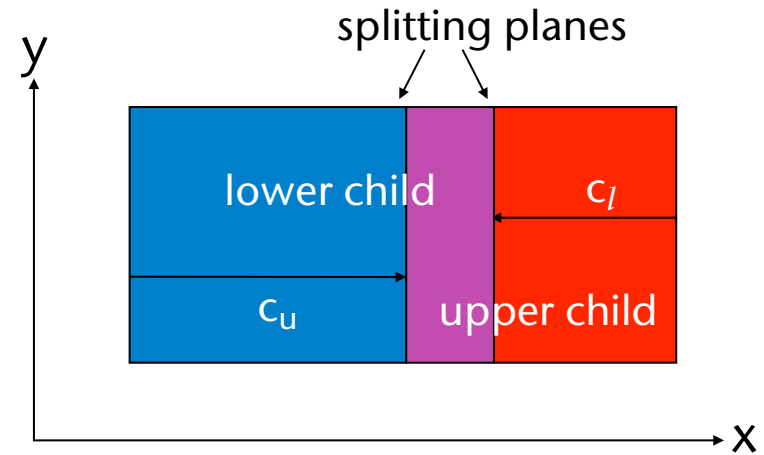 splitting planes
y
lower child
c_l
c_u
upper child
x